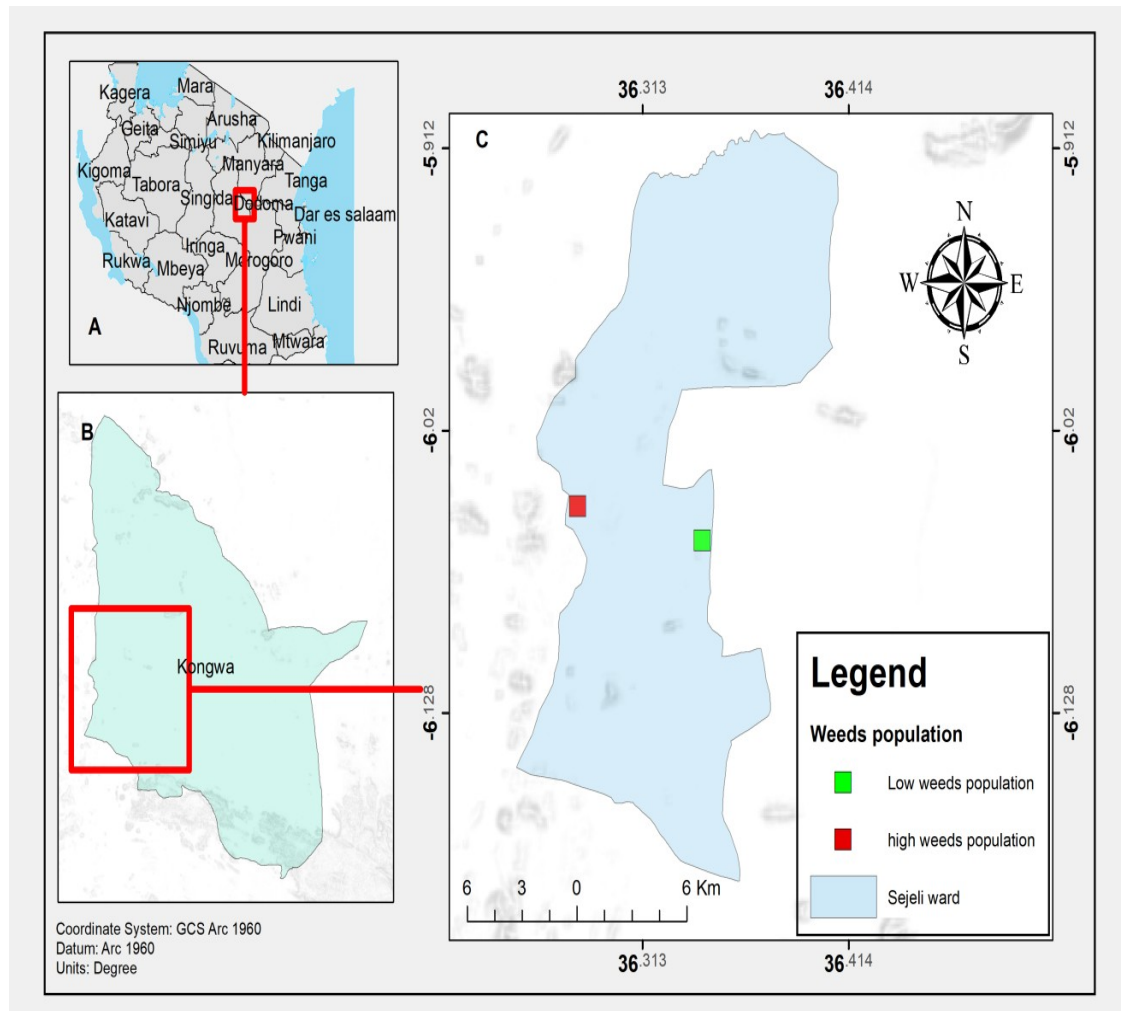 Kagera
Mara
Geita
Arusha
Simiyu
Kilimanjaro
Kigoma
Manyara
Tabora
Tanga
Singida
Dodoma
Katavi
Dar es salaam
Iringa
Pwani
Rukwa
Mbeya
Morogoro
Njombe
Lindi
A
Ruvuma
Mtwara
B
Kongwa
Coordinate System: GCS Arc 1960
Datum: Arc 1960
Units: Degree
36.313
36.414
C
-5.912
-5.912
N
W
E
S
-6.02
-6.02
-6.128
-6.128
Legend
Weeds population
Low weeds population
high weeds population
Sejeli ward
6 3 0 6 Km
36.313
36.414